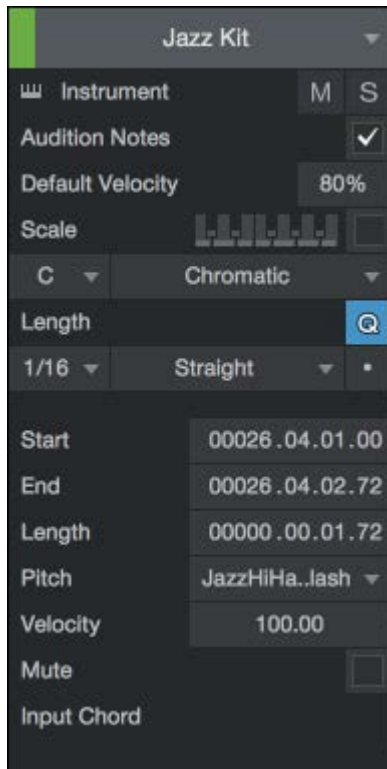 Jazz Kit
Instrument M S
Audition Notes
Default Velocity 80%
Scale
C Chromatic
Length Q
1/16 Straight
Start 00026.04.01.00
End 00026.04.02.72
Length 00000.00.01.72
Pitch JazzHiHa..lash
Velocity 100.00
Mute
Input Chord